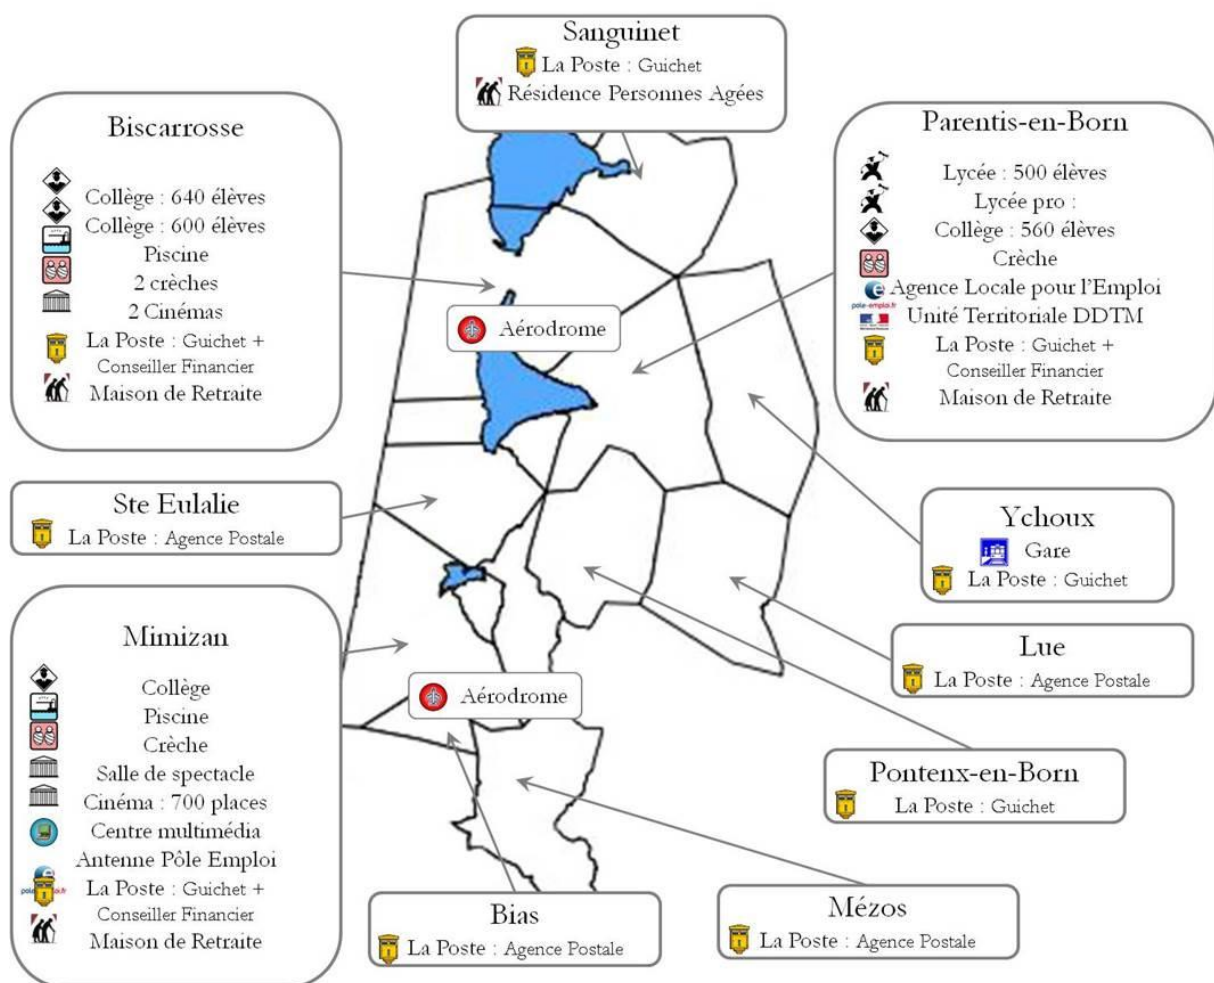 Sanguinet
La Poste : Guichet
Résidence Personnes Agées
Biscarrosse
Collège : 640 élèves
Collège : 600 élèves
Piscine
2 crèches
2 Cinémas
La Poste : Guichet +
Conseiller Financier
Maison de Retraite
Parentis-en-Born
Lycée : 500 élèves
Lycée pro :
Collège : 560 élèves
Crèche
Agence Locale pour l'Emploi
pole-emploi.fr
Unité Territoriale DDTM
La Poste : Guichet +
Conseiller Financier
Maison de Retraite
Aérodrome
Ste Eulalie
La Poste : Agence Postale
Ychoux
Gare
La Poste : Guichet
Mimizan
Collège
Piscine
Crèche
Salle de spectacle
Cinéma : 700 places
Centre multimédia
Antenne Pôle Emploi
La Poste : Guichet +
Conseiller Financier
Maison de Retraite
Aérodrome
Lue
La Poste : Agence Postale
Pontenx-en-Born
La Poste : Guichet
Bias
La Poste : Agence Postale
Mézos
La Poste : Agence Postale